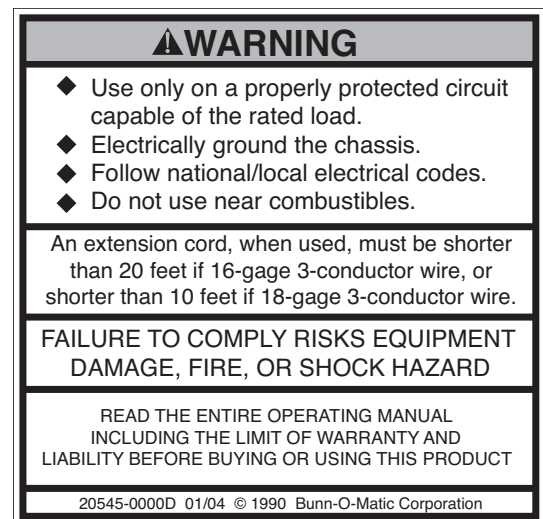 ⚠WARNING
◆ Use only on a properly protected circuit
capable of the rated load.
◆ Electrically ground the chassis.
◆ Follow national/local electrical codes.
◆ Do not use near combustibles.
An extension cord, when used, must be shorter
than 20 feet if 16-gage 3-conductor wire, or
shorter than 10 feet if 18-gage 3-conductor wire.
FAILURE TO COMPLY RISKS EQUIPMENT
DAMAGE, FIRE, OR SHOCK HAZARD
READ THE ENTIRE OPERATING MANUAL
INCLUDING THE LIMIT OF WARRANTY AND
LIABILITY BEFORE BUYING OR USING THIS PRODUCT
20545-0000D 01/04 © 1990 Bunn-O-Matic Corporation